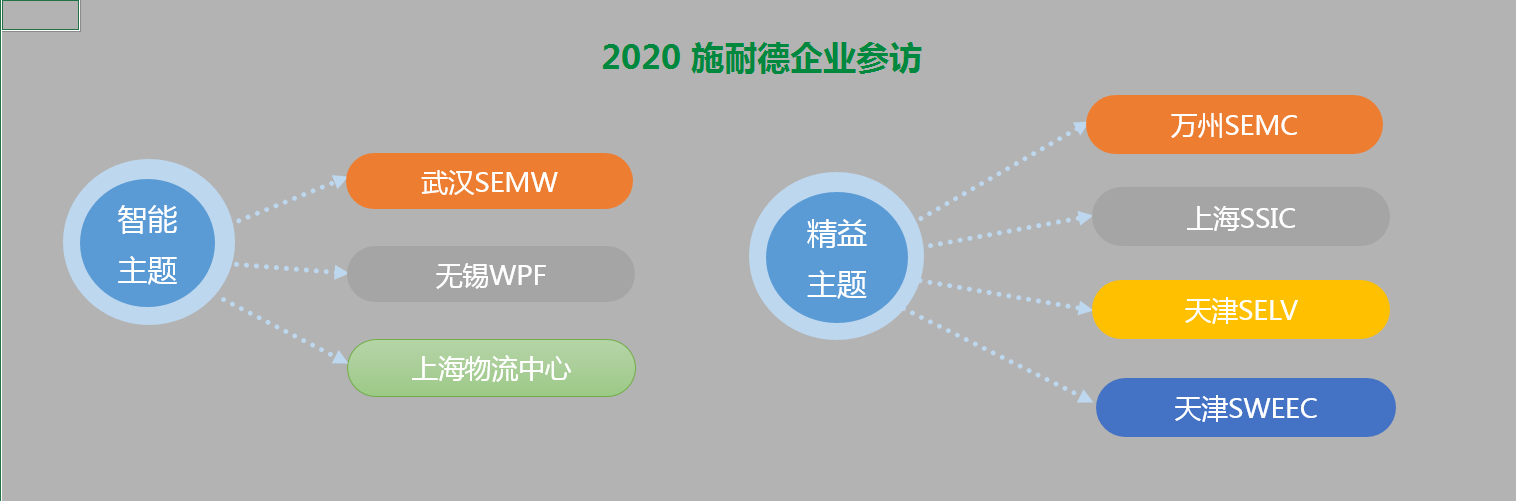 2020 施耐德企业参访
智能
主题
武汉SEMW
无锡WPF
上海物流中心
精益
主题
万州SEMC
上海SSIC
天津SELV
天津SWEEC